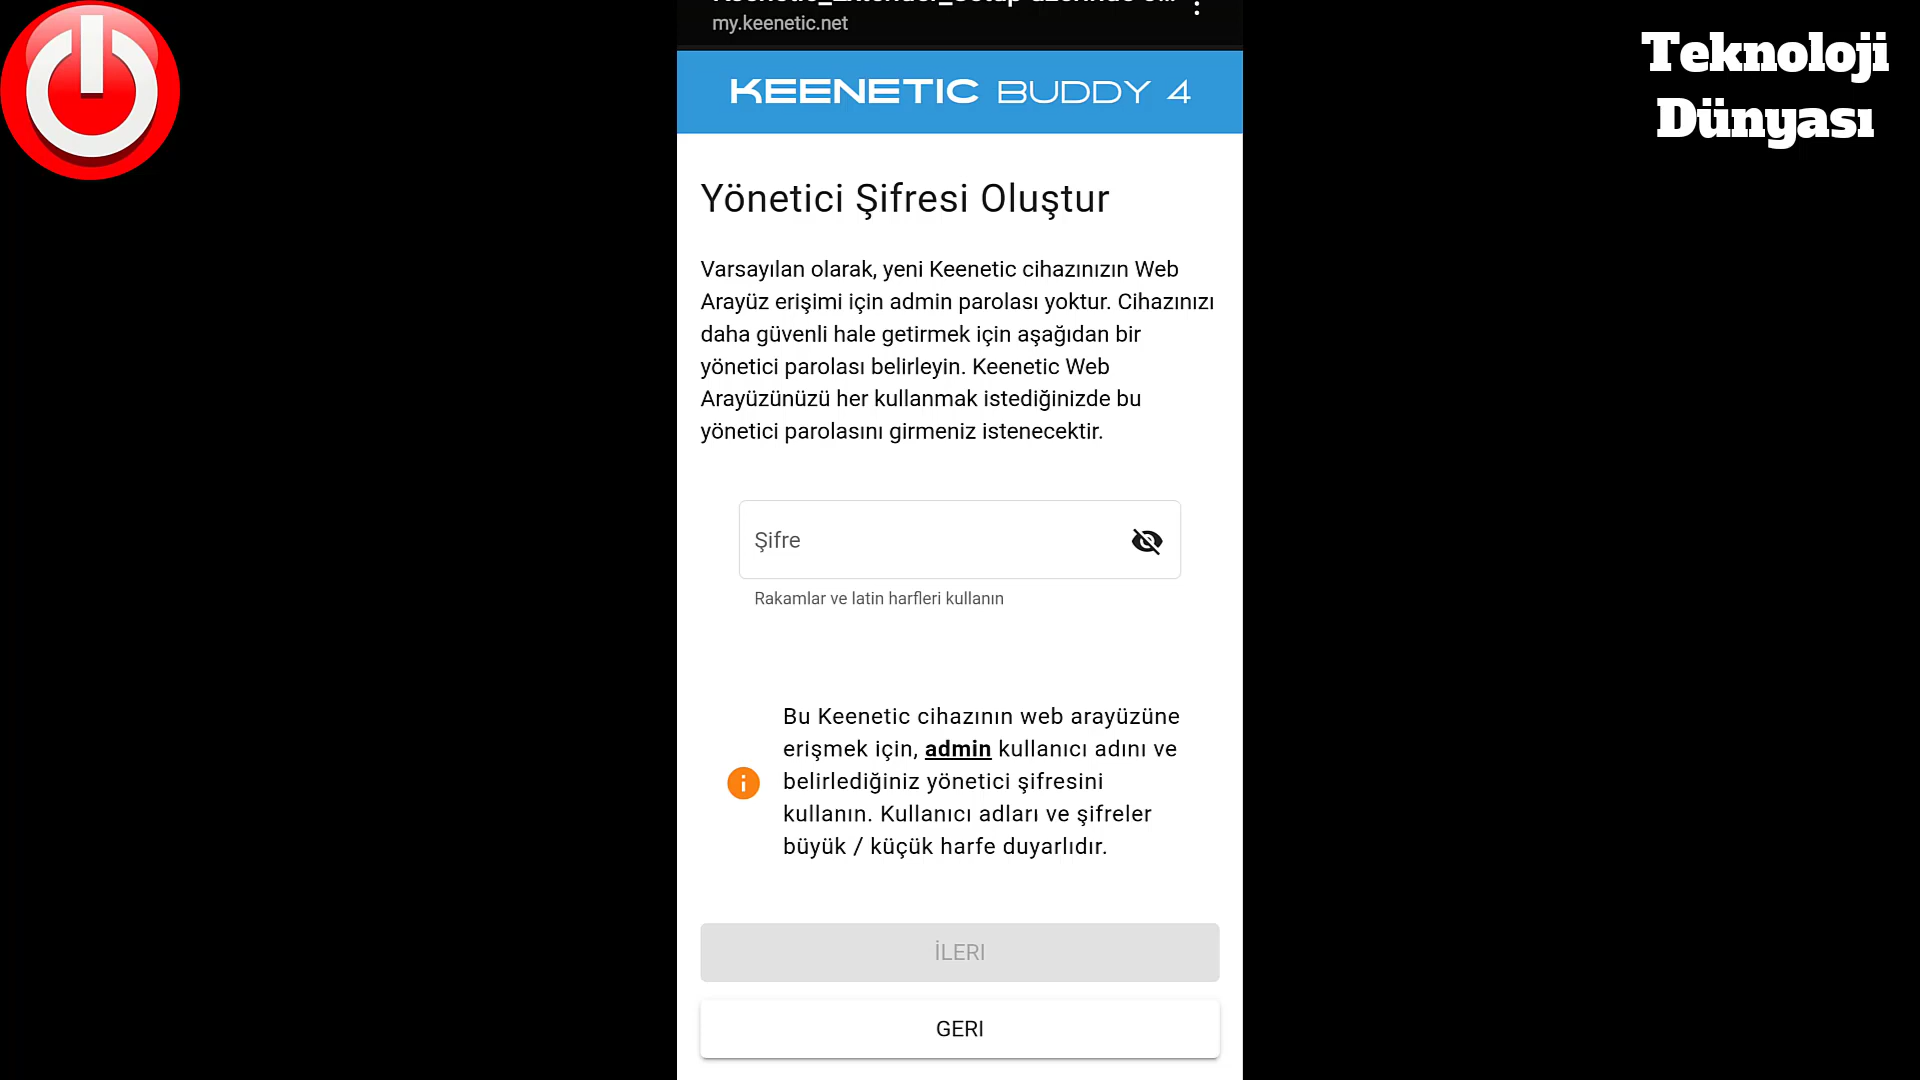 my.keenetic.net
Teknoloji
Dünyası
KEENETIC BUDDY 4
Yönetici Şifresi Oluştur
Varsayılan olarak, yeni Keenetic cihazınızın Web
Arayüz erişimi için admin parolası yoktur. Cihazınızı
daha güvenli hale getirmek için aşağıdan bir
yönetici parolası belirleyin. Keenetic Web
Arayüzünüzü her kullanmak istediğinizde bu
yönetici parolasını girmeniz istenecektir.
Şifre
Rakamlar ve latin harfleri kullanın
Bu Keenetic cihazının web arayüzüne
erişmek için, admin kullanıcı adını ve
belirlediğiniz yönetici şifresini
kullanın. Kullanıcı adları ve şifreler
büyük / küçük harfe duyarlıdır.
İLERI
GERI